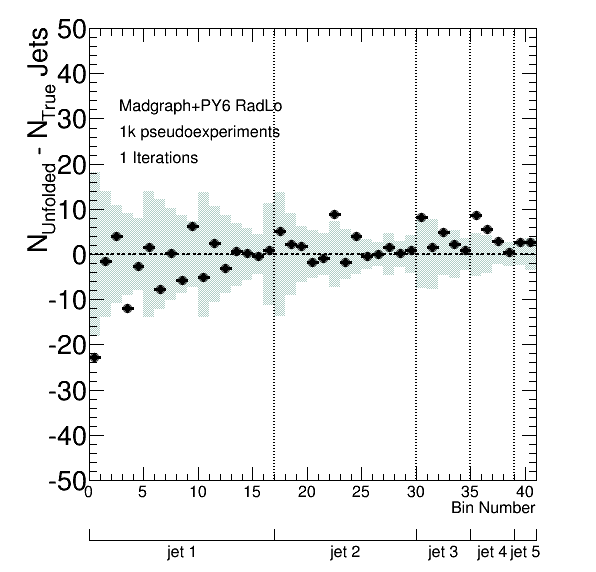 N_Unfolded - N_True Jets
50
40
30
20
10
0
-10
-20
-30
-40
-50
Madgraph+PY6 RadLo
1k pseudoexperiments
1 Iterations
0 5 10 15 20 25 30 35 40
Bin Number
jet 1 jet 2 jet 3 jet 4 jet 5